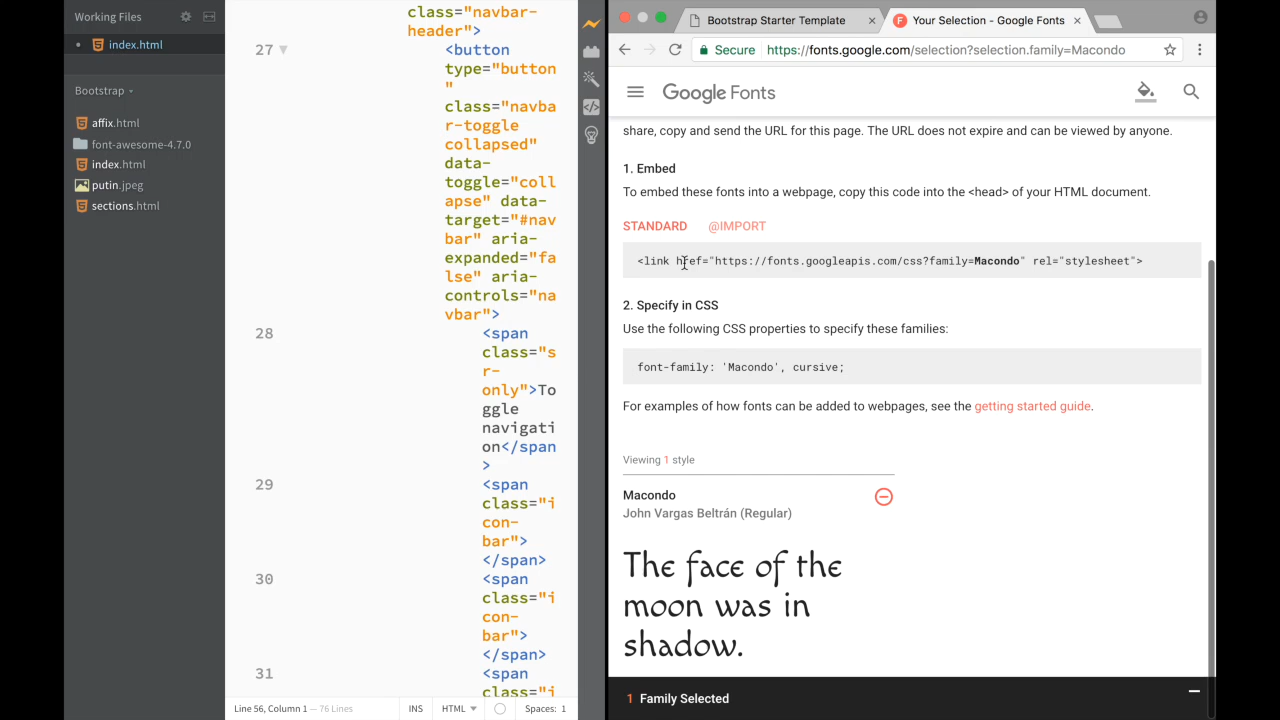 Working Files
index.html
Bootstrap
affix.html
font-awesome-4.7.0
index.html
putin.jpeg
sections.html
class="navbar-
header">
27
<button
type="button
"
class="navba
r-toggle
collapsed"
data-
toggle="coll
apse" data-
target="#nav
bar" aria-
expanded="fa
lse" aria-
controls="na
vbar">
28
<span
class="s
r-
only">To
ggle
navigati
on</span
>
29
<span
class="i
con-
bar">
</span>
30
<span
class="i
con-
bar">
</span>
31
<span
class="i
Line 56, Column 1 — 76 Lines
INS
HTML
Spaces: 1
Bootstrap Starter Template
Your Selection - Google Fonts
Secure
https://fonts.google.com/selection?selection.family=Macondo
Google Fonts
share, copy and send the URL for this page. The URL does not expire and can be viewed by anyone.
1. Embed
To embed these fonts into a webpage, copy this code into the <head> of your HTML document.
STANDARD
@IMPORT
<link href="https://fonts.googleapis.com/css?family=Macondo" rel="stylesheet">
2. Specify in CSS
Use the following CSS properties to specify these families:
font-family: 'Macondo', cursive;
For examples of how fonts can be added to webpages, see the getting started guide.
Viewing 1 style
Macondo
John Vargas Beltrán (Regular)
The face of the
moon was in
shadow.
1 Family Selected